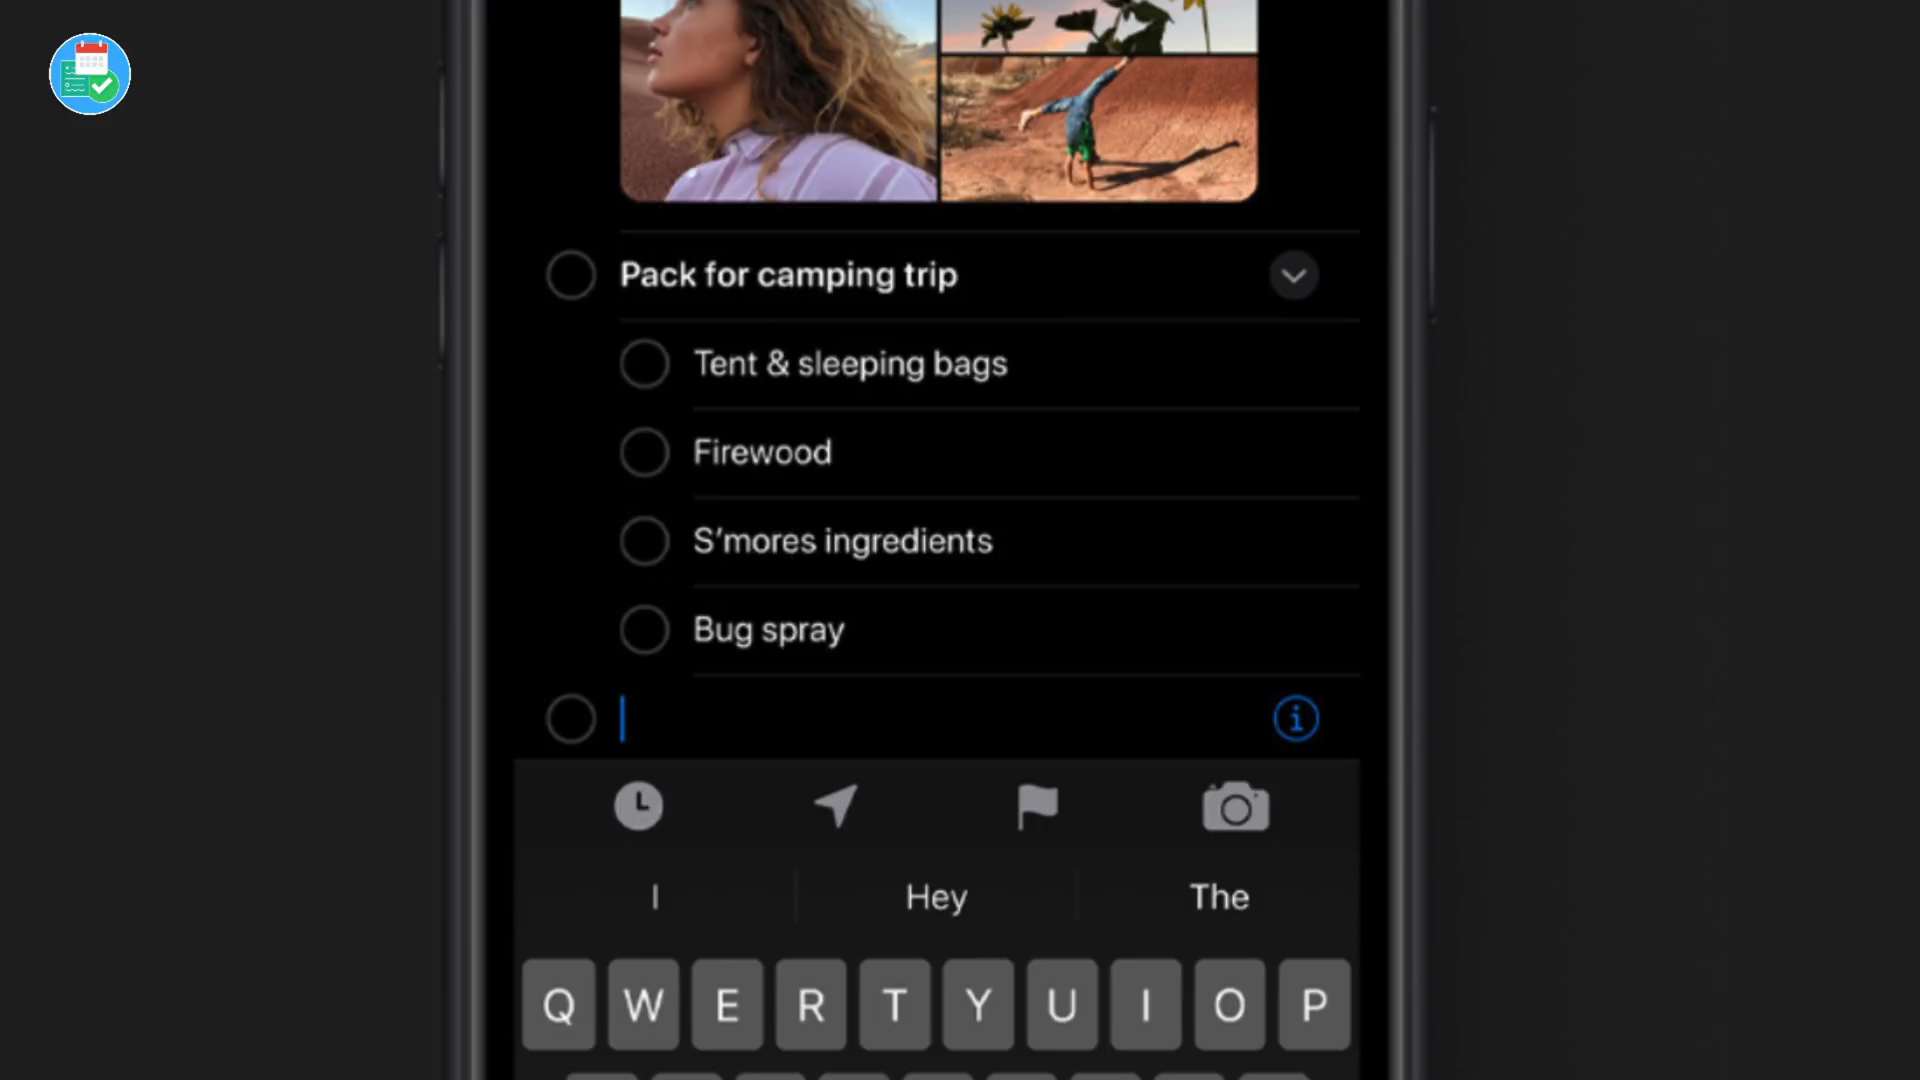 Pack for camping trip
Tent & sleeping bags
Firewood
S’mores ingredients
Bug spray
I Hey The
Q W E R T Y U I O P